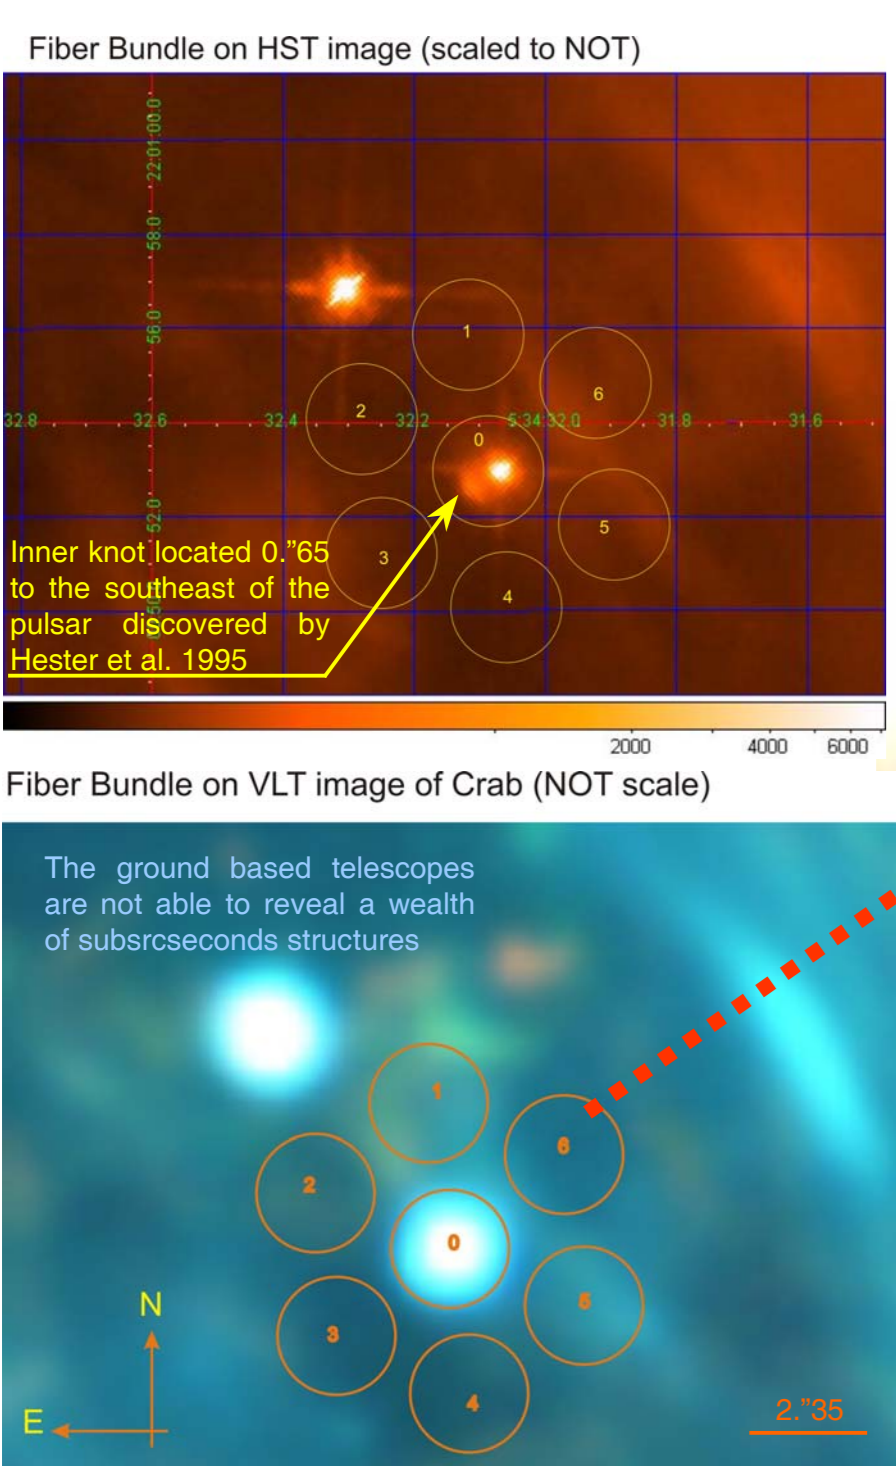 Fiber Bundle on HST image (scaled to NOT)
22:01:00.0
58.0
56.0
1
6
2
32.8
32.6
32.4
32.2
5:34:32.0
31.8
31.6
0
52.0
5
3
4
Inner knot located 0.”65
to the southeast of the
pulsar discovered by
Hester et al. 1995
2000
4000
6000
Fiber Bundle on VLT image of Crab (NOT scale)
The ground based telescopes
are not able to reveal a wealth
of subsrcseconds structures
1
6
2
0
5
3
4
N
E
2.”35